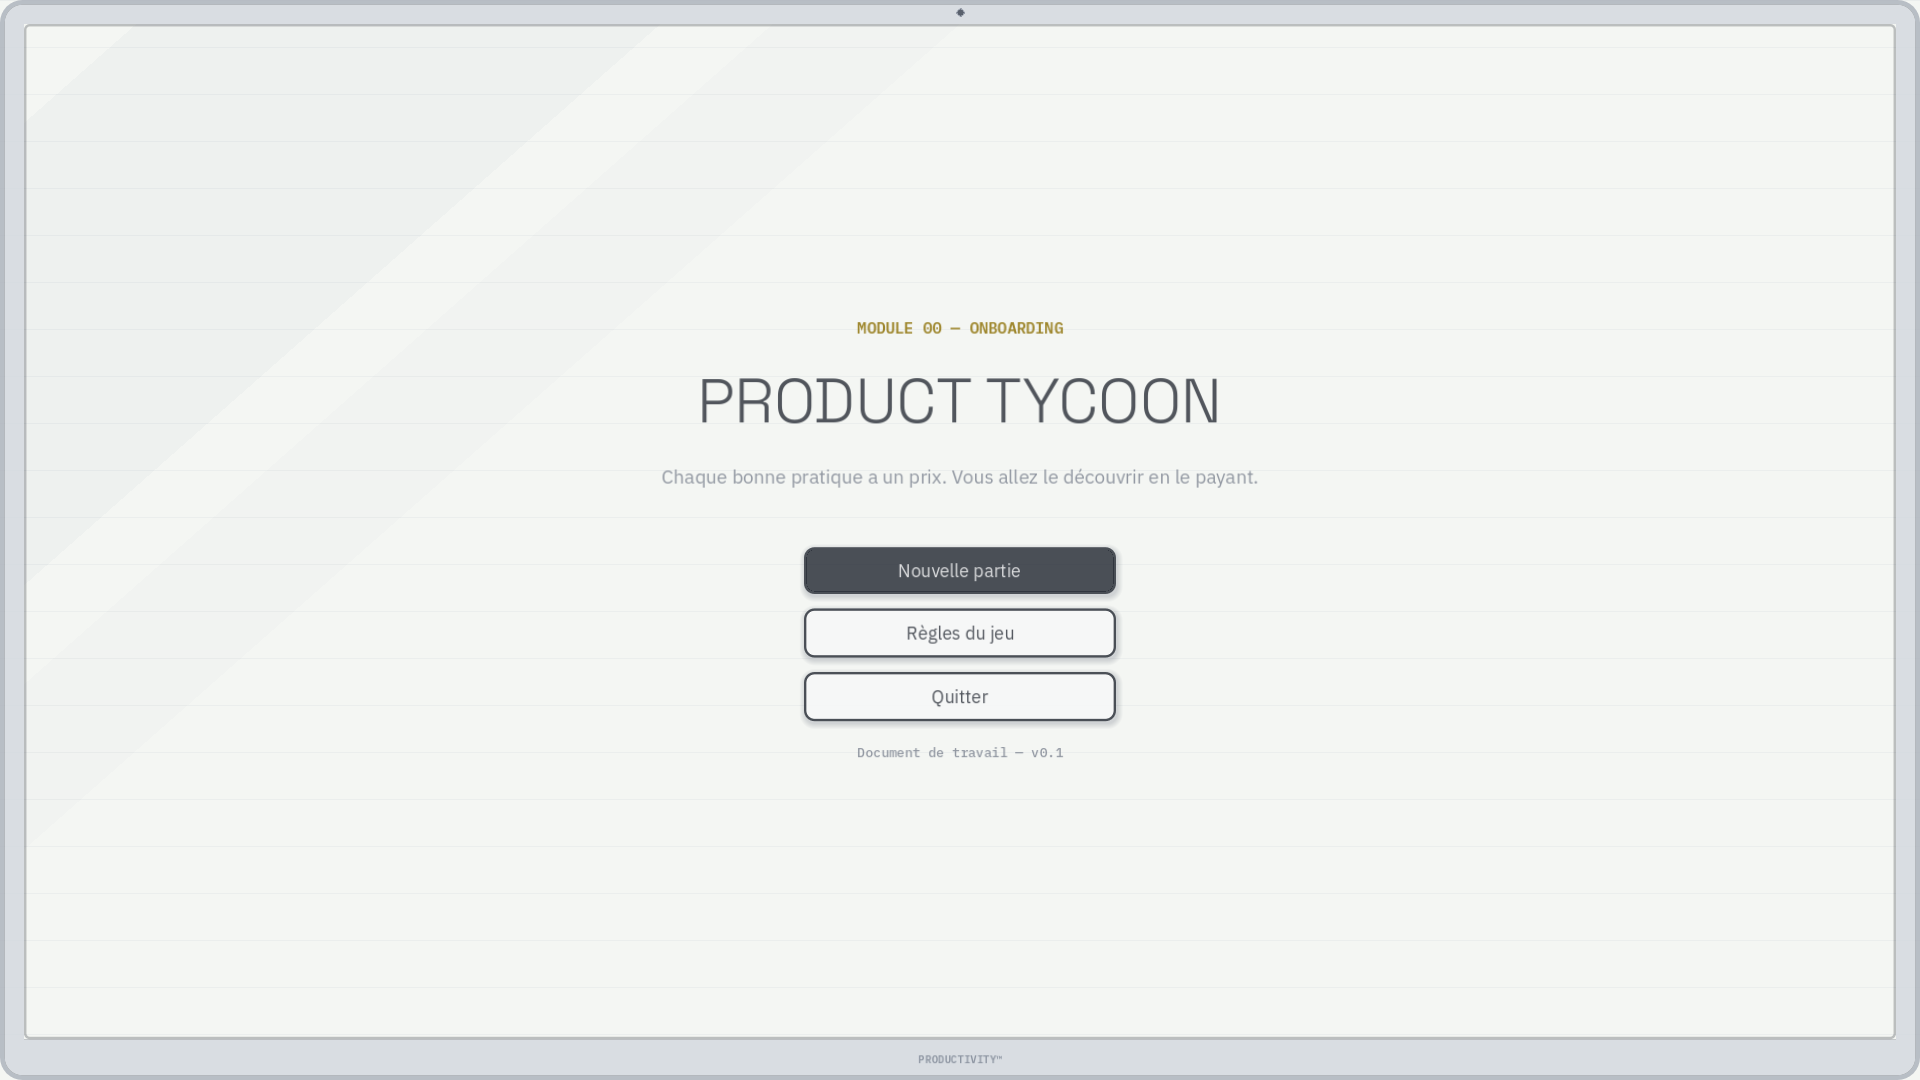 MODULE 00 — ONBOARDING
PRODUCT TYCOON
Chaque bonne pratique a un prix. Vous allez le découvrir en le payant.
Nouvelle partie
Règles du jeu
Quitter
Document de travail — v0.1
PRODUCTIVITY™